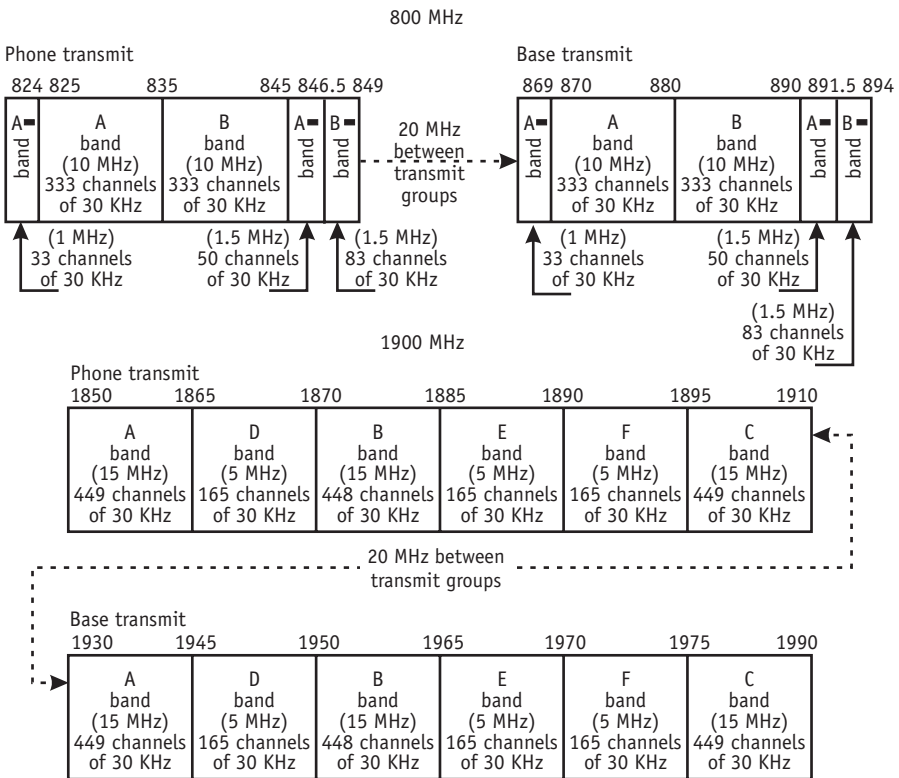 800 MHz
Phone transmit
824 825 835 845 846.5 849
A-
band
A
band
(10 MHz)
333 channels
of 30 KHz
B
band
(10 MHz)
333 channels
of 30 KHz
A-
band
B-
band
(1 MHz)
33 channels
of 30 KHz
(1.5 MHz)
50 channels
of 30 KHz
(1.5 MHz)
83 channels
of 30 KHz
20 MHz
between
transmit
groups
Base transmit
869 870 880 890 891.5 894
A-
band
A
band
(10 MHz)
333 channels
of 30 KHz
B
band
(10 MHz)
333 channels
of 30 KHz
A-
band
B-
band
(1 MHz)
33 channels
of 30 KHz
(1.5 MHz)
50 channels
of 30 KHz
(1.5 MHz)
83 channels
of 30 KHz
1900 MHz
Phone transmit
1850 1865 1870 1885 1890 1895 1910
A
band
(15 MHz)
449 channels
of 30 KHz
D
band
(5 MHz)
165 channels
of 30 KHz
B
band
(15 MHz)
448 channels
of 30 KHz
E
band
(5 MHz)
165 channels
of 30 KHz
F
band
(5 MHz)
165 channels
of 30 KHz
C
band
(15 MHz)
449 channels
of 30 KHz
20 MHz between
transmit groups
Base transmit
1930 1945 1950 1965 1970 1975 1990
A
band
(15 MHz)
449 channels
of 30 KHz
D
band
(5 MHz)
165 channels
of 30 KHz
B
band
(15 MHz)
448 channels
of 30 KHz
E
band
(5 MHz)
165 channels
of 30 KHz
F
band
(5 MHz)
165 channels
of 30 KHz
C
band
(15 MHz)
449 channels
of 30 KHz